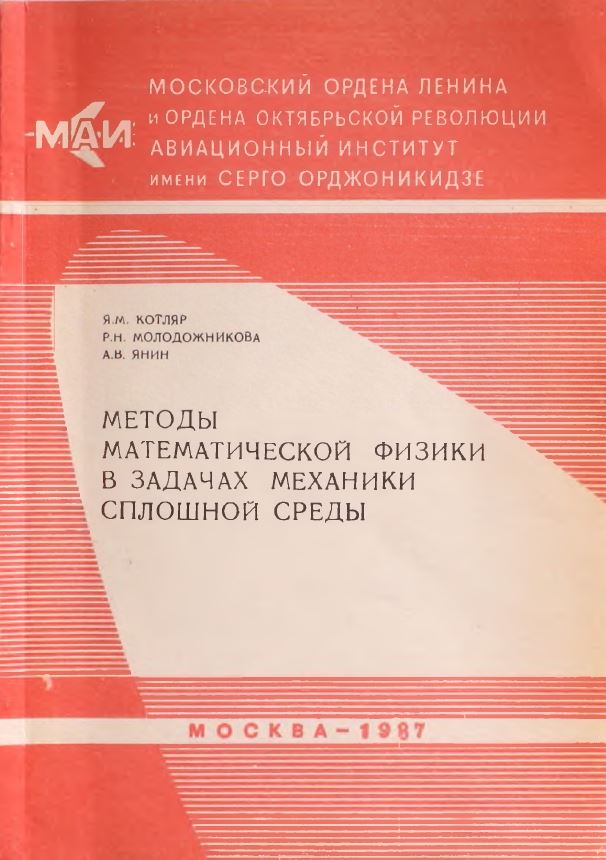 МОСКОВСКИЙ ОРДЕНА ЛЕНИНА
И ОРДЕНА ОКТЯБРЬСКОЙ РЕВОЛЮЦИИ
МАИ
АВИАЦИОННЫЙ ИНСТИТУТ
ИМЕНИ СЕРГО ОРДЖОНИКИДЗЕ
Я.М. КОТЛЯР
Р.Н. МОЛОДОЖНИКОВА
А.В. ЯНИН
МЕТОДЫ
МАТЕМАТИЧЕСКОЙ ФИЗИКИ
В ЗАДАЧАХ МЕХАНИКИ
СПЛОШНОЙ СРЕДЫ
МОСКВА-1987